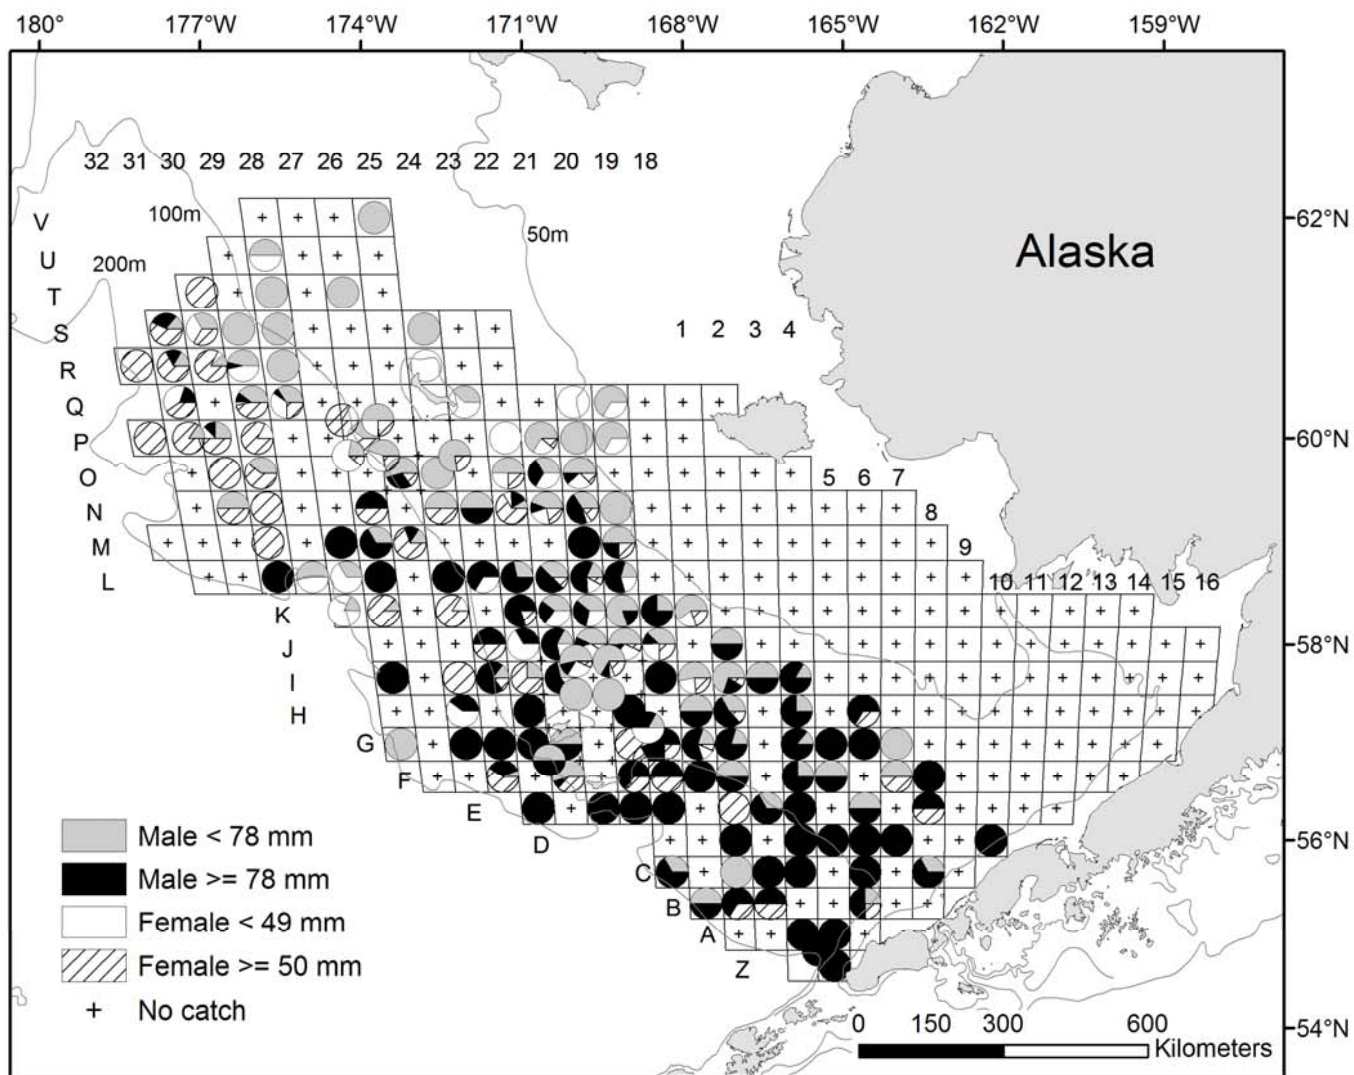 180° 177°W 174°W 171°W 168°W 165°W 162°W 159°W
32 31 30 29 28 27 26 25 24 23 22 21 20 19 18
V
100m
62°N
50m
Alaska
U
200m
T
S
1 2 3 4
R
Q
P
60°N
O
5 6 7
N
8
M
9
L
10 11 12 13 14 15 16
K
J
58°N
I
H
G
F
E
D
56°N
C
B
A
Z
Male < 78 mm
Male >= 78 mm
Female < 49 mm
Female >= 50 mm
+ No catch
0 150 300 600
Kilometers
54°N